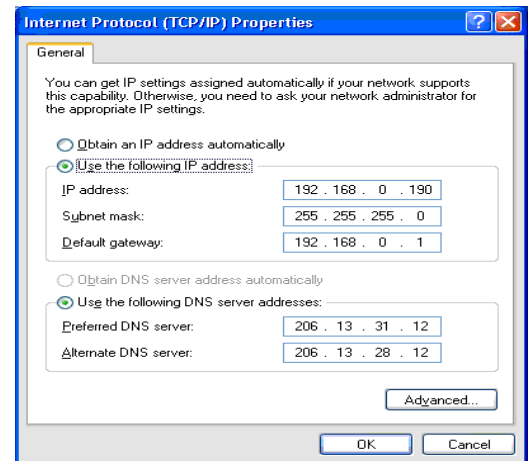 Internet Protocol (TCP/IP) Properties
General
You can get IP settings assigned automatically if your network supports
this capability. Otherwise, you need to ask your network administrator for
the appropriate IP settings.
Obtain an IP address automatically
Use the following IP address:
IP address: 192 . 168 . 0 . 190
Subnet mask: 255 . 255 . 255 . 0
Default gateway: 192 . 168 . 0 . 1
Obtain DNS server address automatically
Use the following DNS server addresses:
Preferred DNS server: 206 . 13 . 31 . 12
Alternate DNS server: 206 . 13 . 28 . 12
Advanced...
OK Cancel